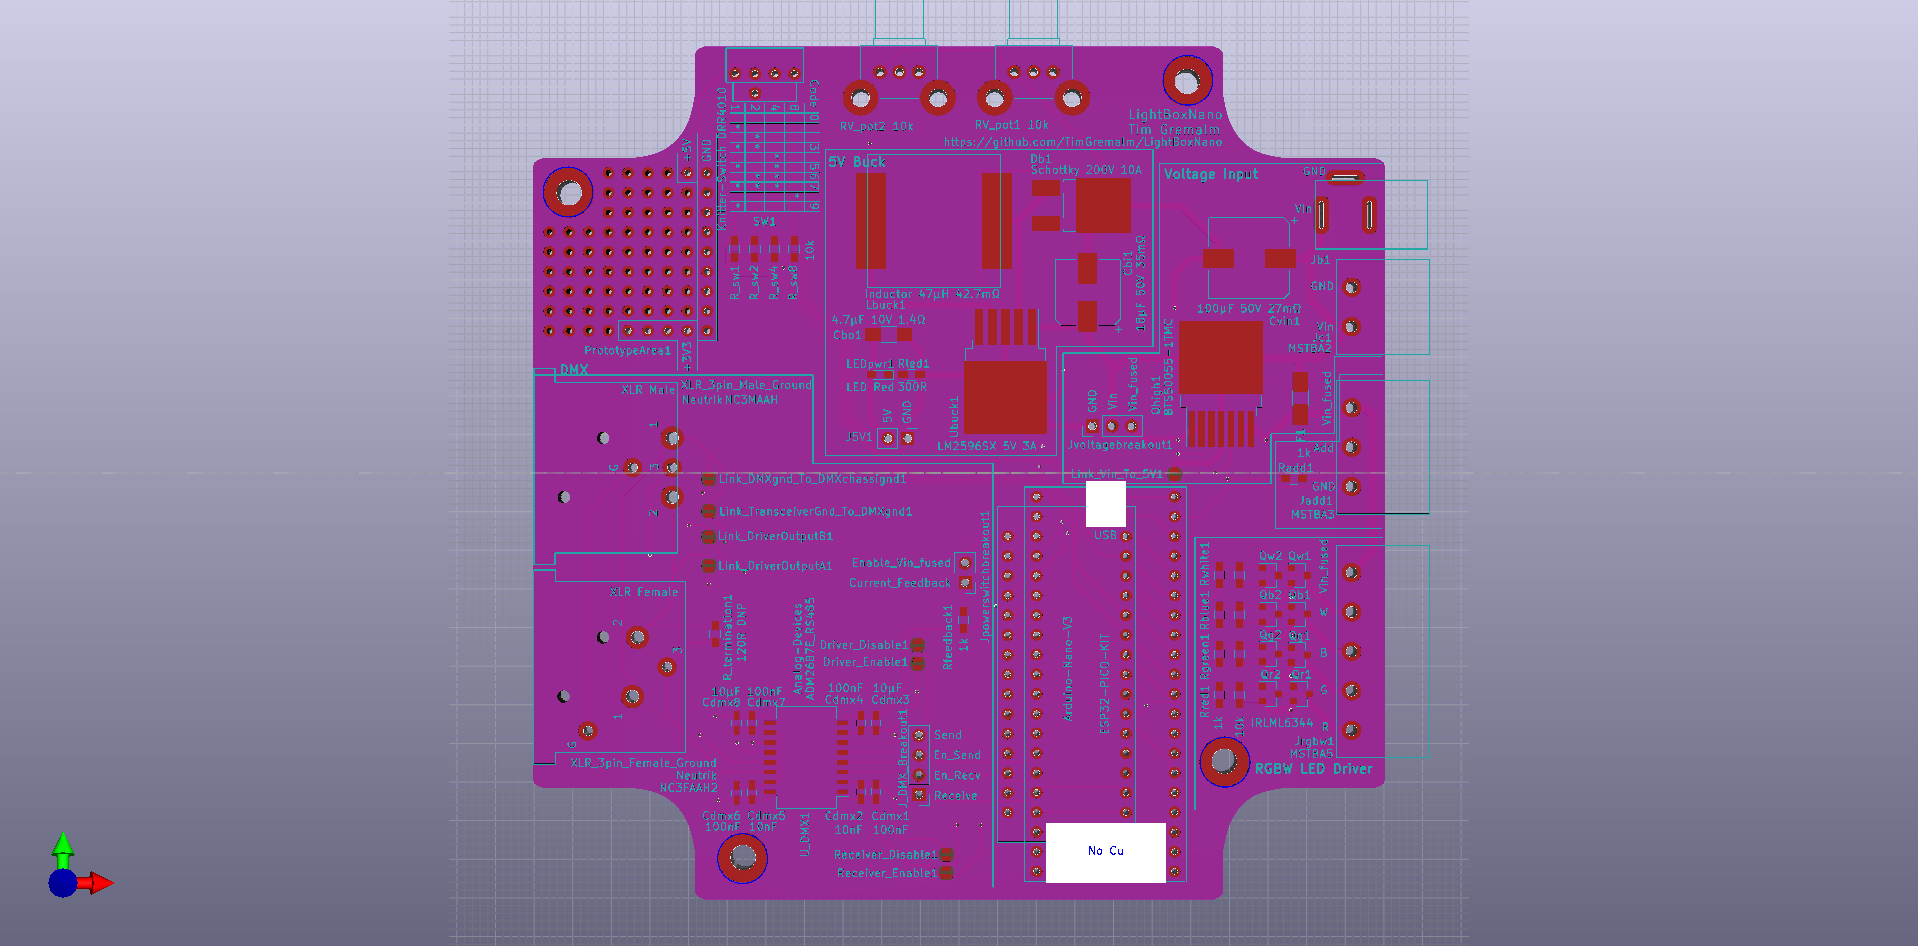 LightBoxNano
Tim Gremalm
https://github.com/TimGremalm/LightBoxNano
RV_pot2 10k
RV_pot1 10k
Knitter-Switch DRR4010
SW1
R_sw1
R_sw2
R_sw4
R_sw8
10k
+5V
GND
+3V3
PrototypeArea1
5V Buck
Db1
Schottky 200V 10A
Inductor 47µH 42.7mΩ
Lbuck1
4.7µF 10V 1.4Ω
Cbo1
LEDpwr1 Rled1
LED Red 300R
J5V1
5V
GND
Ubuck1
LM2596SX 5V 3A
Cbi1
18µF 50V 35mΩ
Voltage Input
GND
Vin
Jb1
GND
Vin
MSTBA2
100µF 50V 27mΩ
Cvin1
Qhigh1
BTS50055-1TMC
GND
Vin
Vin_fused
Jvoltagebreakout1
Link_Vin_To_5V1
F1
Vin_fused
Add
GND
1k
Radd1
Jadd1
MSTBA3
DMX
XLR Male
XLR_3pin_Male_Ground
Neutrik NC3MAAH
1
G
3
2
Link_DMXgnd_To_DMXchassignd1
Link_TransceiverGnd_To_DMXgnd1
Link_DriverOutputB1
Link_DriverOutputA1
Enable_Vin_fused
Current_Feedback
Jpowerswitchbreakout1
Rfeedback1
1k
XLR Female
2
3
1
G
XLR_3pin_Female_Ground
Neutrik
NC3FAAH2
R_termination1
120R DNP
Analog-Devices
ADM2687E_RS485
Driver_Disable1
Driver_Enable1
10µF 100nF
Cdmx8 Cdmx7
100nF 10µF
Cdmx4 Cdmx3
Cdmx6 Cdmx5
100nF 10nF
Cdmx2 Cdmx1
10nF 100nF
U_DMX1
J_DMX_Breakout1
Send
En_Send
En_Recv
Receive
Receiver_Disable1
Receiver_Enable1
USB
Arduino-Nano-V3
ESP32-PICO-KIT
No Cu
Rwhite1
Rblue1
Rgreen1
Rred1
Qw2 Qw1
Qb2 Qb1
Qg2 Qg1
Qr2 Qr1
1k
10k
IRLML6344
Vin_fused
W
B
G
R
Jrgbw1
MSTBA5
RGBW LED Driver